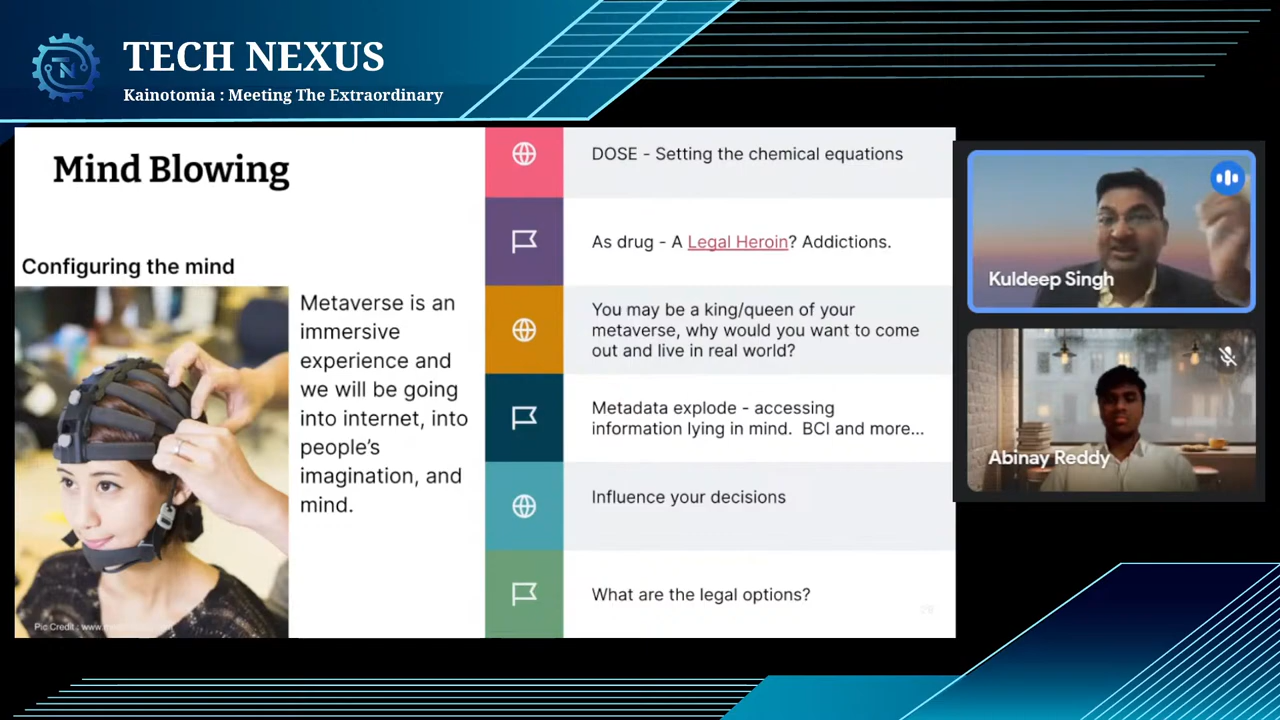 TECH NEXUS
Kainotomia : Meeting The Extraordinary
Mind Blowing
Configuring the mind
Metaverse is an
immersive
experience and
we will be going
into internet, into
people’s
imagination, and
mind.
Pic Credit : www.
DOSE - Setting the chemical equations
As drug - A Legal Heroin? Addictions.
You may be a king/queen of your
metaverse, why would you want to come
out and live in real world?
Metadata explode - accessing
information lying in mind.  BCI and more...
Influence your decisions
What are the legal options?
Kuldeep Singh
Abinay Reddy